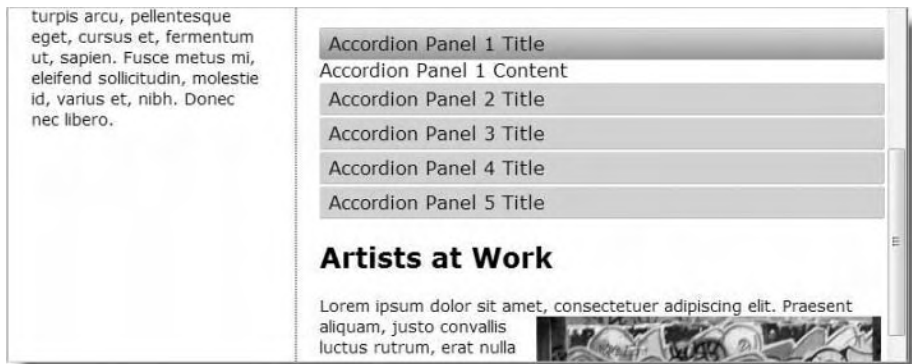 turpis arcu, pellentesque
eget, cursus et, fermentum
ut, sapien. Fusce metus mi,
eleifend sollicitudin, molestie
id, varius et, nibh. Donec
nec libero.
Accordion Panel 1 Title
Accordion Panel 1 Content
Accordion Panel 2 Title
Accordion Panel 3 Title
Accordion Panel 4 Title
Accordion Panel 5 Title
Artists at Work
Lorem ipsum dolor sit amet, consectetuer adipiscing elit. Praesent
aliquam, justo convallis
luctus rutrum, erat nulla